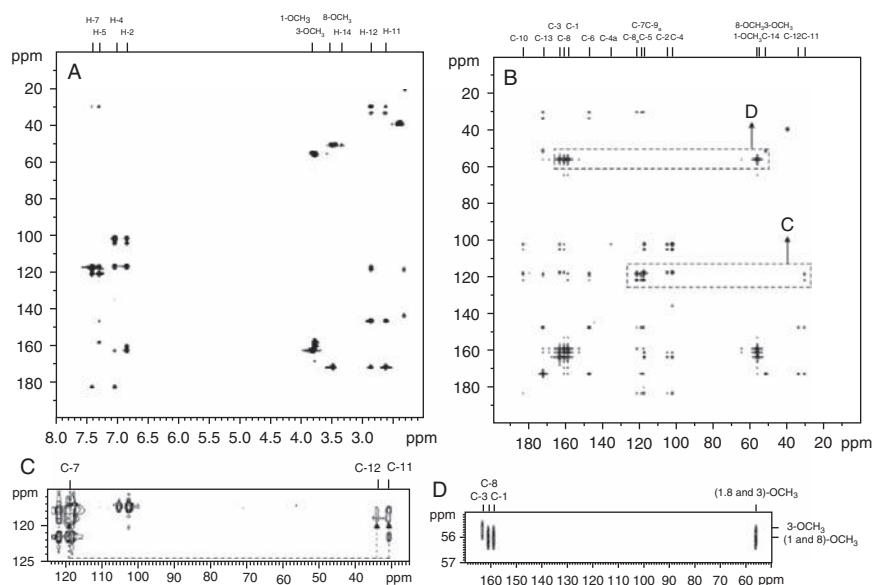 H-7 H-4
H-5 H-2
1-OCH3 8-OCH3
3-OCH3 H-14 H-12 H-11
ppm
A
20
40
60
80
100
120
140
160
180
8.0 7.5 7.0 6.5 6.0 5.5 5.0 4.5 4.0 3.5 3.0 ppm
C-3 C-1 C-7C-9a 8-OCH3 3-OCH3
C-10 C-13 C-8 C-6 C-4a C-8a C-5 C-2 C-4 1-OCH3 C-14 C-12 C-11
ppm
B
D
C
20
40
60
80
100
120
140
160
180
180 160 140 120 100 80 60 40 20 ppm
C
C-7 C-12 C-11
ppm
120
125
120 110 100 90 80 70 60 50 40 ppm
D
C-8
C-3 C-1
(1.8 and 3)-OCH3
ppm
56
57
3-OCH3
(1 and 8)-OCH3
160 150 140 130 120 110 100 90 80 70 60 ppm